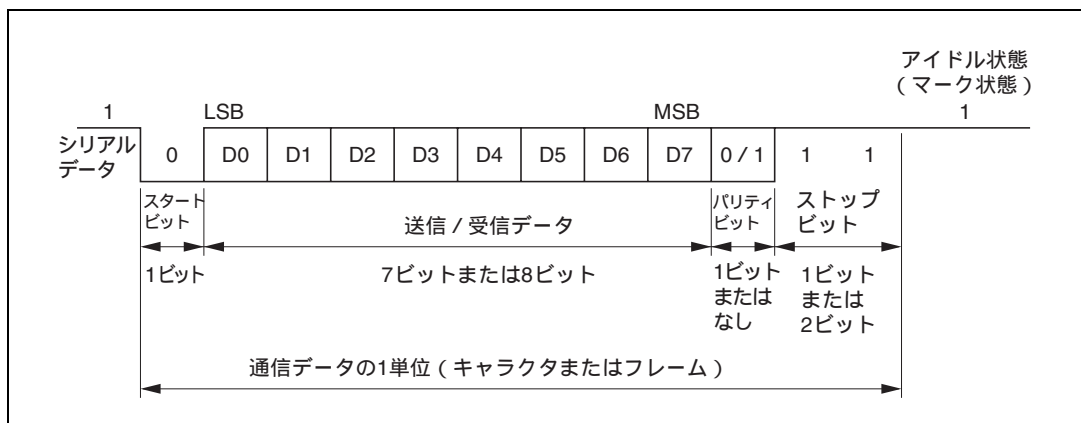 アイドル状態
（マーク状態）
1 LSB MSB 1
シリアル
データ
0 D0 D1 D2 D3 D4 D5 D6 D7 0 / 1 1 1
スタート
ビット
送信 / 受信データ
パリティ
ビット
ストップ
ビット
1ビット
7ビットまたは8ビット
1ビット
または
なし
1ビット
または
2ビット
通信データの1単位（キャラクタまたはフレーム）